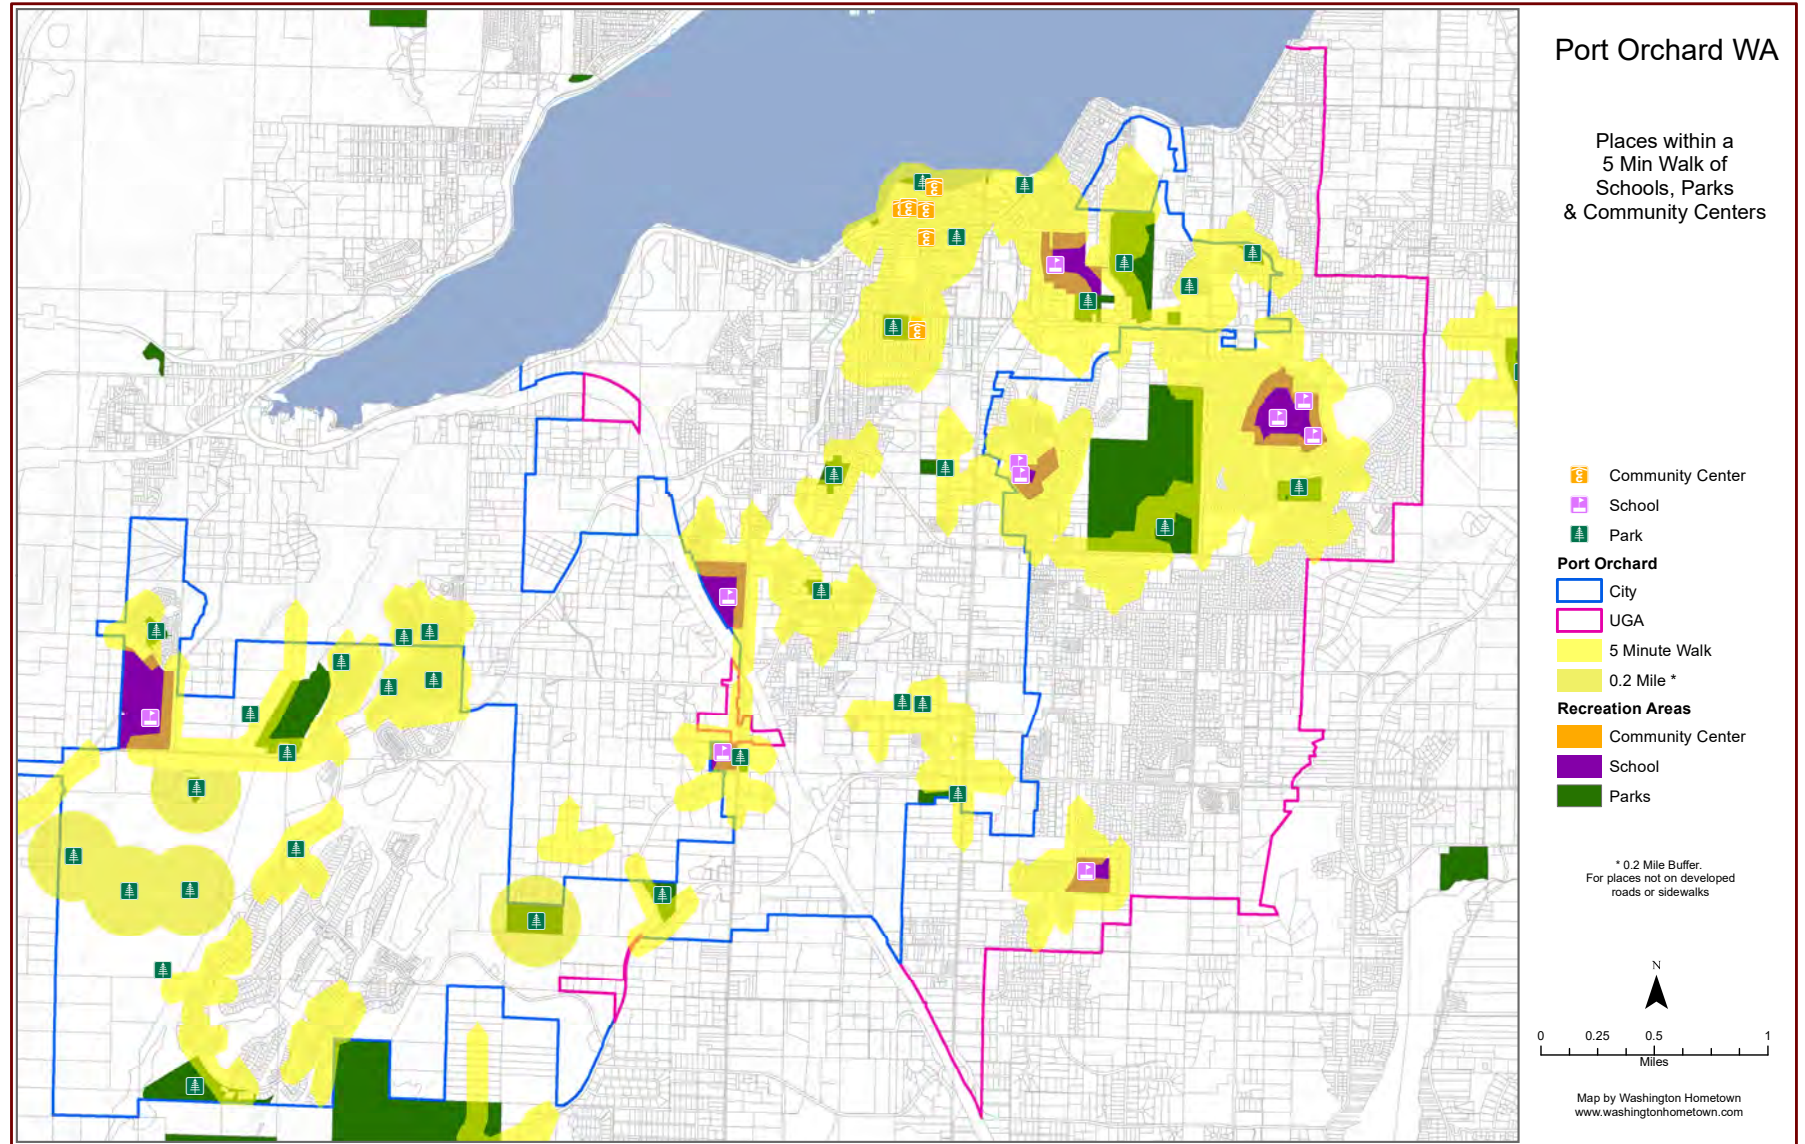 Port Orchard WA
Places within a
5 Min Walk of
Schools, Parks
& Community Centers
Community Center
School
Park
Port Orchard
City
UGA
5 Minute Walk
0.2 Mile *
Recreation Areas
Community Center
School
Parks
* 0.2 Mile Buffer.
For places not on developed
roads or sidewalks
N
0 0.25 0.5 1
Miles
Map by Washington Hometown
www.washingtonhometown.com